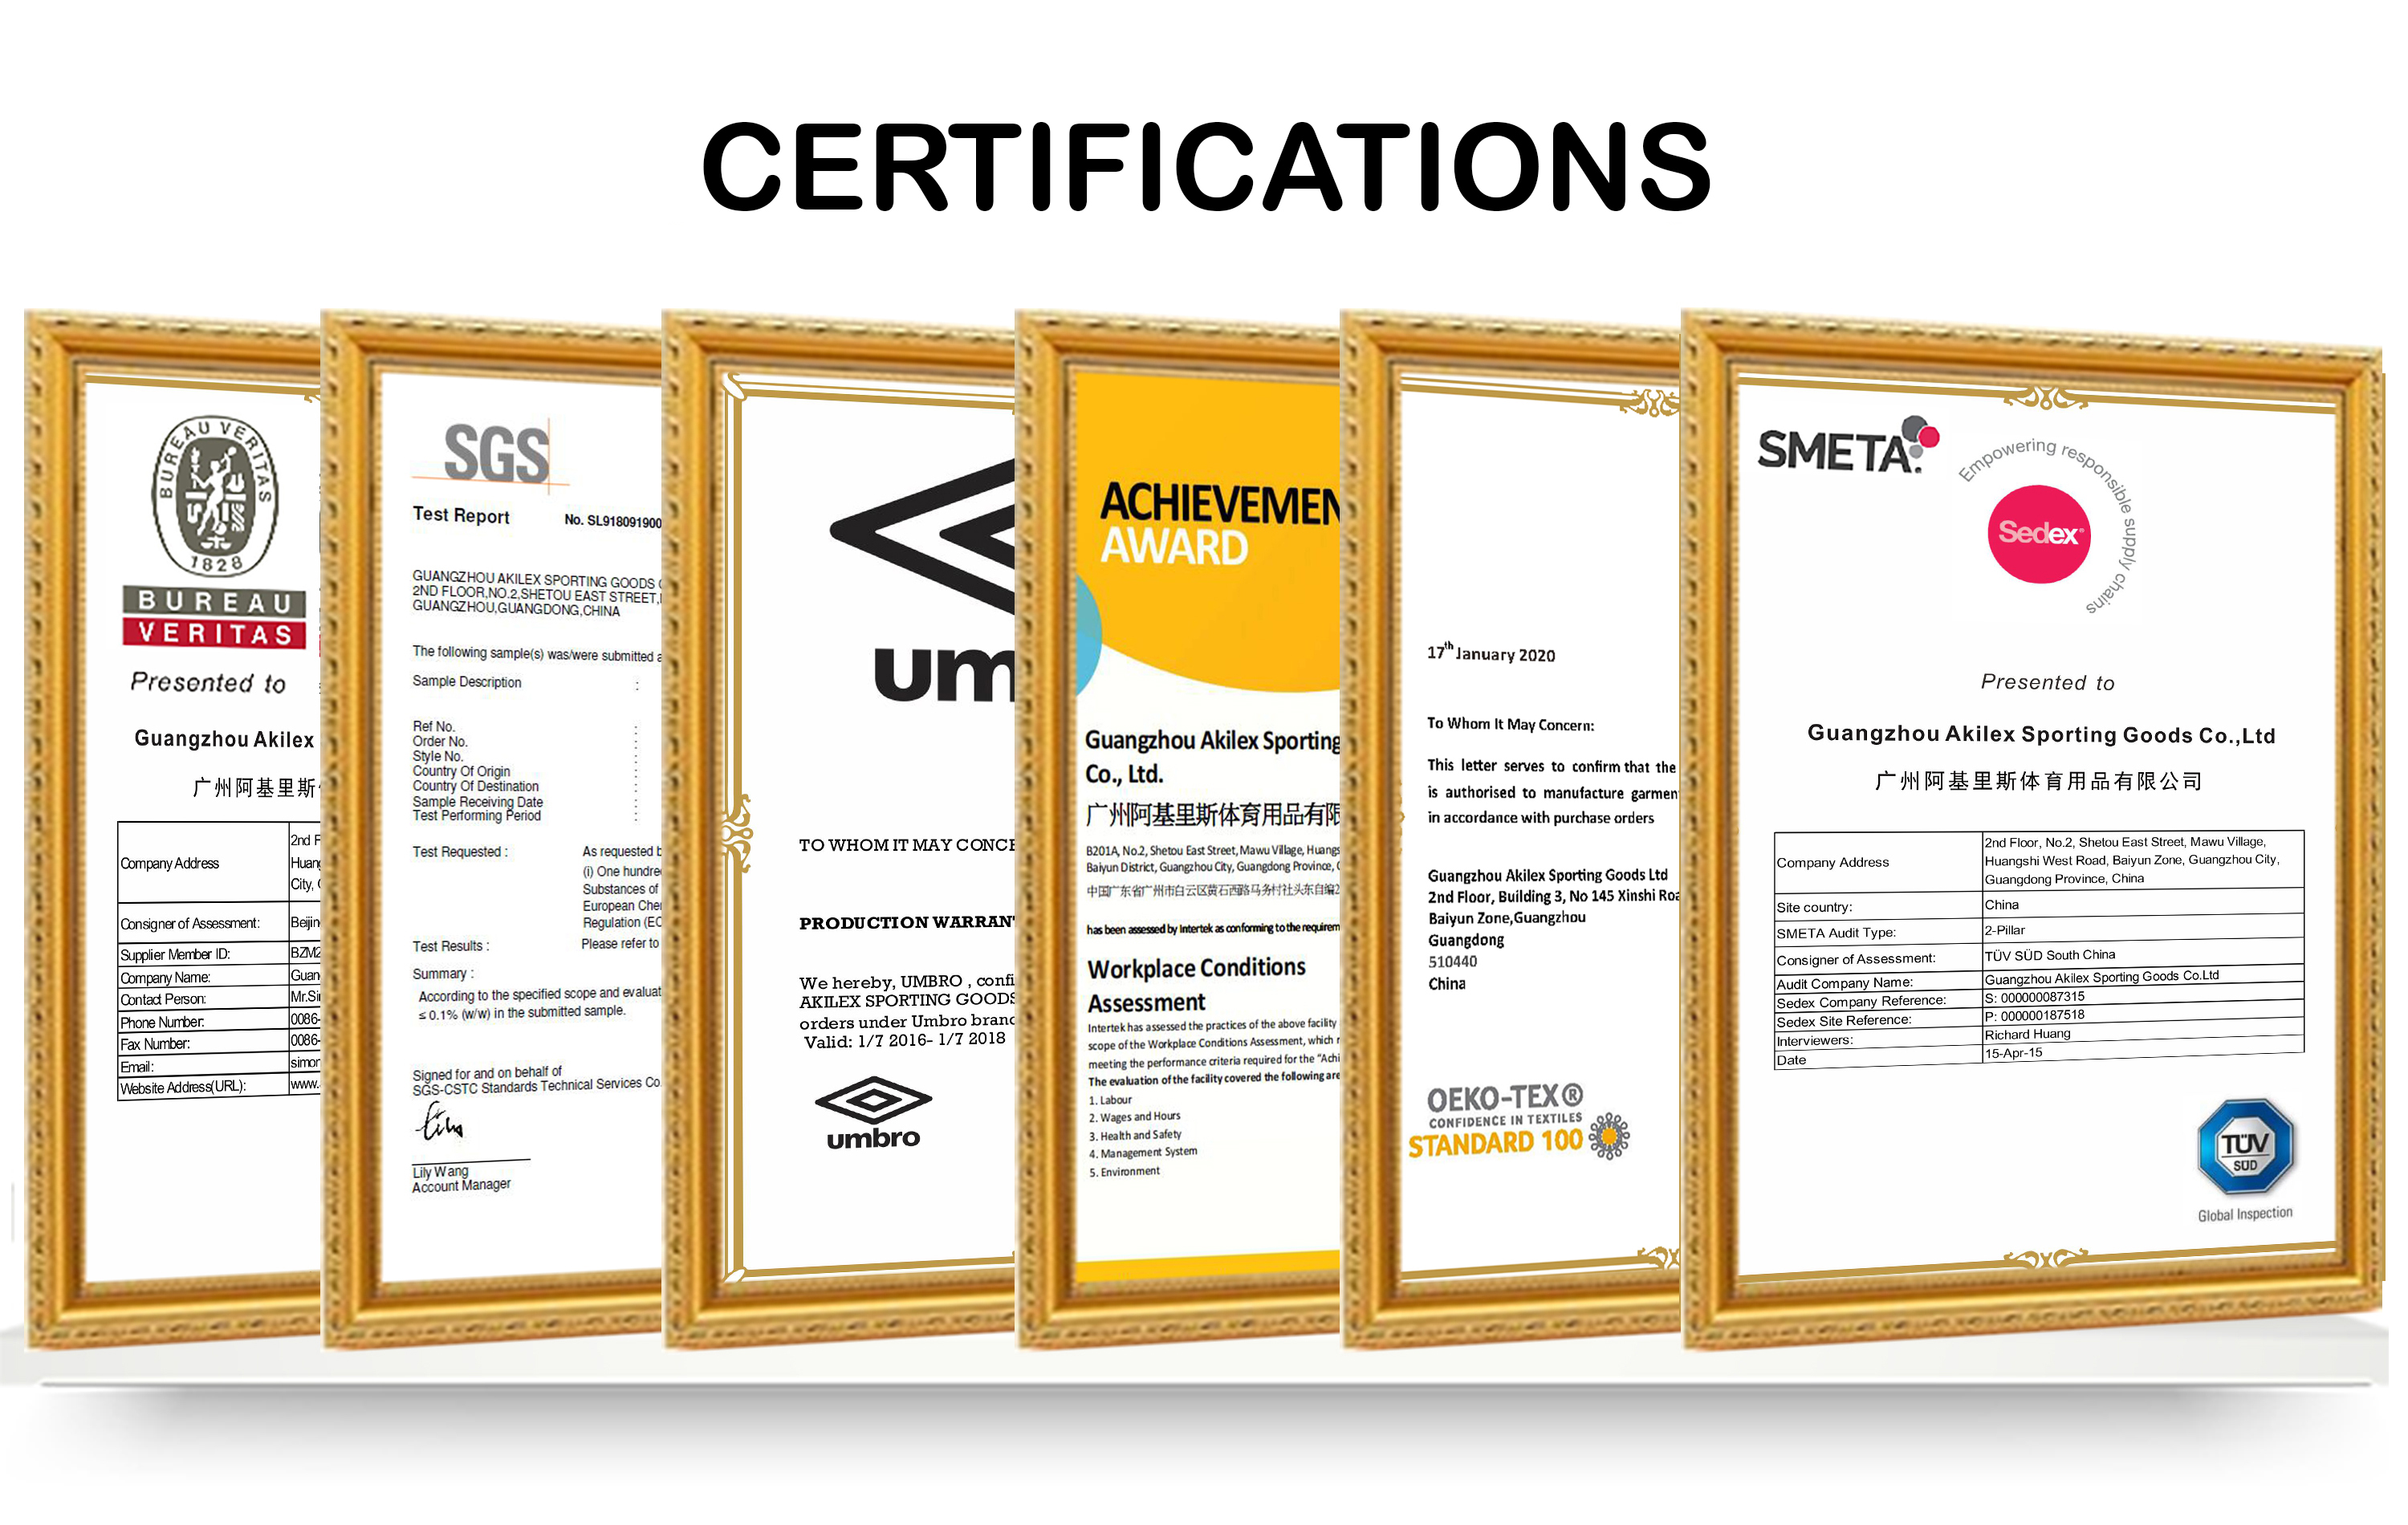 CERTIFICATIONS
BUREAU VERITAS
1828
BUREAU
VERITAS
Presented to
Guangzhou Akilex
广州阿基里斯
Company Address
2nd F
Huang
City,
Consigner of Assessment: Beijin
Supplier Member ID: BZM2
Company Name: Guan
Contact Person: Mr.Si
Phone Number: 0086-
Fax Number: 0086-
Email: simon
Website Address(URL): www.
SGS
Test Report No. SL918091900
GUANGZHOU AKILEX SPORTING GOODS
2ND FLOOR,NO.2,SHETOU EAST STREET,
GUANGZHOU,GUANGDONG,CHINA
The following sample(s) was/were submitted a
Sample Description :
Ref No. :
Order No. :
Style No. :
Country Of Origin :
Country Of Destination :
Sample Receiving Date :
Test Performing Period :
Test Requested : As requested b
(i) One hundre
Substances of
European Che
Regulation (EC
Test Results : Please refer to
Summary :
According to the specified scope and evaluat
≤ 0.1% (w/w) in the submitted sample.
Signed for and on behalf of
SGS-CSTC Standards Technical Services Co.
Lily Wang
Account Manager
um
TO WHOM IT MAY CONCE
PRODUCTION WARRAN
We hereby, UMBRO , confi
AKILEX SPORTING GOODS
orders under Umbro branc
Valid: 1/7 2016- 1/7 2018
umbro
ACHIEVEMEN
AWARD
Guangzhou Akilex Sporting
Co., Ltd.
广州阿基里斯体育用品有限
B201A, No.2, Shetou East Street, Mawu Village, Huangs
Baiyun District, Guangzhou City, Guangdong Province,
中国广东省广州市白云区黄石西路马务村社头东自编2
has been assessed by Intertek as conforming to the requirem
Workplace Conditions
Assessment
Intertek has assessed the practices of the above facility
scope of the Workplace Conditions Assessment, which r
meeting the performance criteria required for the "Achi
The evaluation of the facility covered the following are
1. Labour
2. Wages and Hours
3. Health and Safety
4. Management System
5. Environment
17th January 2020
To Whom It May Concern:
This letter serves to confirm that the
is authorised to manufacture garmen
in accordance with purchase orders
Guangzhou Akilex Sporting Goods Ltd
2nd Floor, Building 3, No 145 Xinshi Roa
Baiyun Zone,Guangzhou
Guangdong
510440
China
OEKO-TEX®
CONFIDENCE IN TEXTILES
STANDARD 100
SMETA
Empowering responsible supply chains
Sedex
Presented to
Guangzhou Akilex Sporting Goods Co.,Ltd
广州阿基里斯体育用品有限公司
Company Address
2nd Floor, No.2, Shetou East Street, Mawu Village,
Huangshi West Road, Baiyun Zone, Guangzhou City,
Guangdong Province, China
Site country: China
SMETA Audit Type: 2-Pillar
Consigner of Assessment: TÜV SÜD South China
Audit Company Name: Guangzhou Akilex Sporting Goods Co.Ltd
Sedex Company Reference: S: 000000087315
Sedex Site Reference: P: 000000187518
Interviewers: Richard Huang
Date 15-Apr-15
TÜV
SÜD
Global Inspection